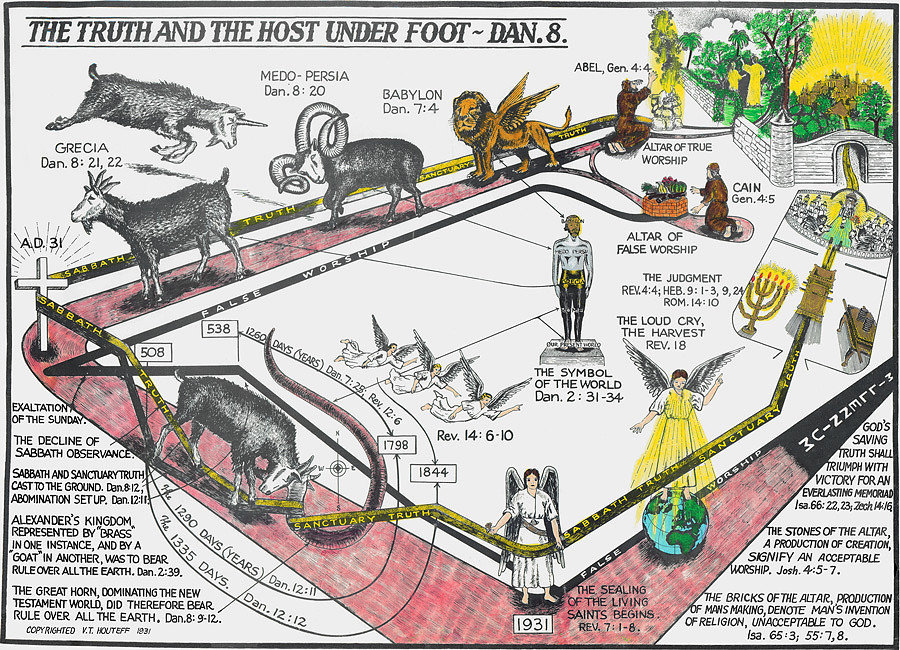 THE TRUTH AND THE HOST UNDER FOOT ~ DAN. 8.
MEDO-PERSIA
Dan. 8: 20
BABYLON
Dan. 7:4
ABEL, Gen. 4:4.
GRECIA
Dan. 8: 21, 22
ALTAR OF TRUE
WORSHIP
CAIN
Gen. 4:5
ALTAR OF
FALSE WORSHIP
SABBATH
TRUTH
SANCTUARY
TRUTH
FALSE WORSHIP
A.D. 31
THE JUDGMENT
REV. 4:4; HEB. 9: 1-3, 9, 24
ROM. 14: 10
THE LOUD CRY,
THE HARVEST
REV. 18
BABYLON
MEDO PERSIA
OUR PRESENT WORLD
THE SYMBOL
OF THE WORLD
Dan. 2: 31-34
538
508
1260 DAYS (YEARS) Dan. 7: 25, Rev. 12: 6
Rev. 14: 6-10
1798
1844
SABBATH
TRUTH
SANCTUARY TRUTH
SABBATH TRUTH SANCTUARY TRUTH
FALSE WORSHIP
EXALTATION
OF THE SUNDAY.
THE DECLINE OF
SABBATH OBSERVANCE.
SABBATH AND SANCTUARY TRUTH
CAST TO THE GROUND. Dan. 8:12,
ABOMINATION SET UP. Dan. 12:11
ALEXANDER'S KINGDOM,
REPRESENTED BY "BRASS"
IN ONE INSTANCE, AND BY A
"GOAT" IN ANOTHER, WAS TO BEAR
RULE OVER ALL THE EARTH. Dan. 2:39.
THE GREAT HORN, DOMINATING THE NEW
TESTAMENT WORLD, DID THEREFORE BEAR
RULE OVER ALL THE EARTH. Dan. 8: 9-12.
COPYRIGHTED V.T. HOUTEFF 1931
The 1290 DAYS (YEARS) Dan. 12:11
The 1335 DAYS. Dan. 12:12
1931
THE SEALING
OF THE LIVING
SAINTS BEGINS.
REV. 7: 1-8.
GOD'S
SAVING
TRUTH SHALL
TRIUMPH WITH
VICTORY FOR AN
EVERLASTING MEMORIAL
Isa. 66: 22, 23; Zech. 14: 16,
THE STONES OF THE ALTAR,
A PRODUCTION OF CREATION,
SIGNIFY AN ACCEPTABLE
WORSHIP. Josh. 4:5-7.
THE BRICKS OF THE ALTAR, PRODUCTION
OF MANS MAKING, DENOTE MAN'S INVENTION
OF RELIGION, UNACCEPTABLE TO GOD.
Isa. 65:3; 55:7, 8.